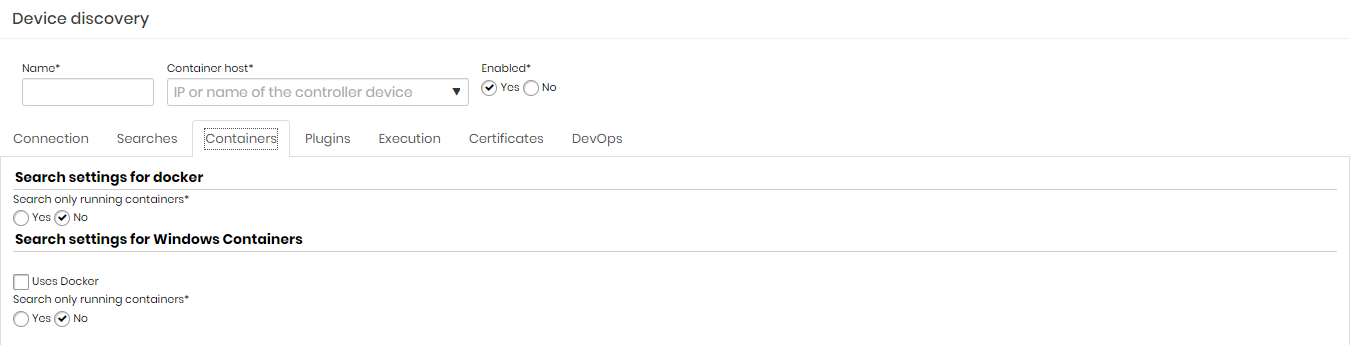 Device discovery
Name* Container host* Enabled*
IP or name of the controller device Yes No
Connection Searches Containers Plugins Execution Certificates DevOps
Search settings for docker
Search only running containers*
Yes No
Search settings for Windows Containers
Uses Docker
Search only running containers*
Yes No